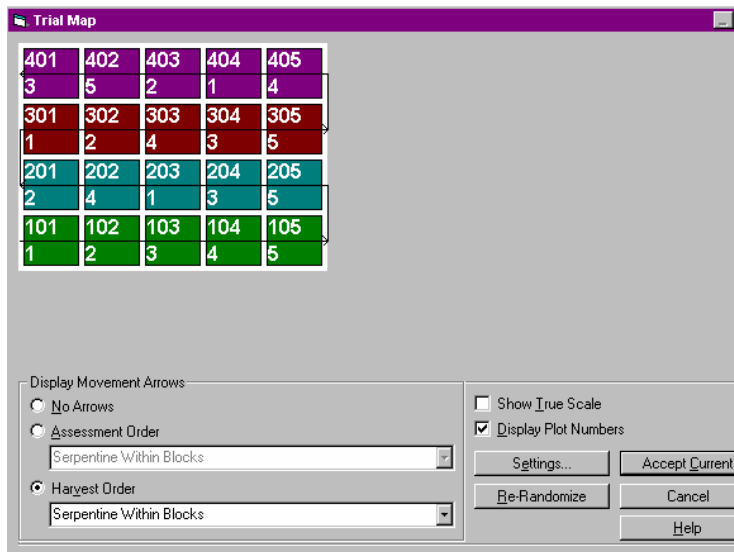 Trial Map
401 402 403 404 405
3 5 2 1 4
301 302 303 304 305
1 2 4 3 5
201 202 203 204 205
2 4 1 3 5
101 102 103 104 105
1 2 3 4 5
Display Movement Arrows
No Arrows
Assessment Order
Serpentine Within Blocks
Harvest Order
Serpentine Within Blocks
Show True Scale
Display Plot Numbers
Settings... Accept Current
Re-Randomize Cancel
Help